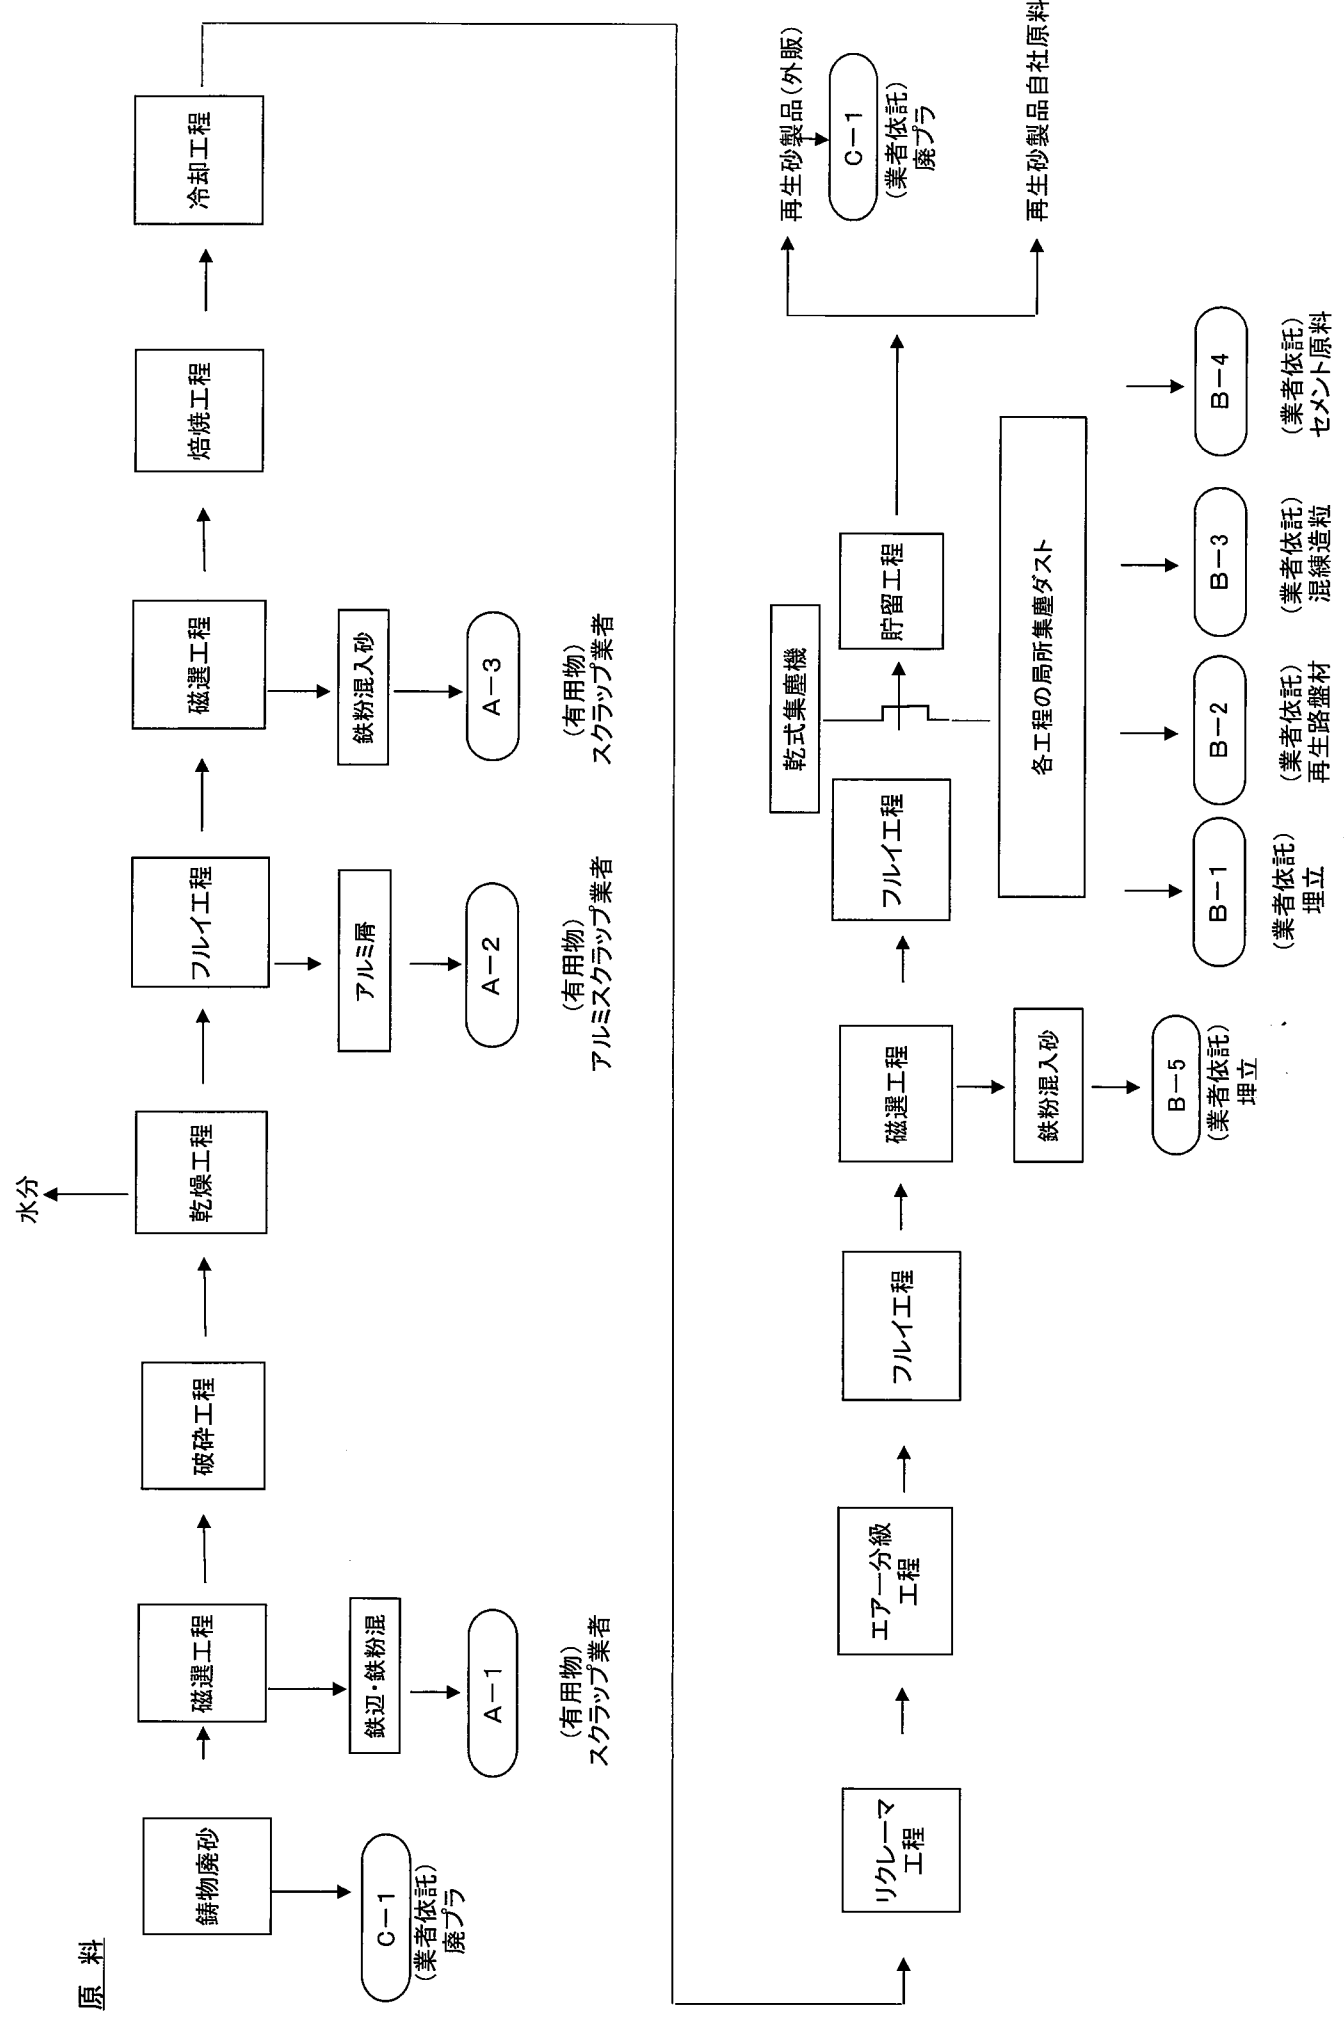 原 料
鋳物廃砂
C－1
(業者依託)
廃プラ
磁選工程
鉄辺・鉄粉混
A－1
(有用物)
スクラップ業者
破砕工程
水分
乾燥工程
フルイ工程
アルミ屑
A－2
(有用物)
アルミスクラップ業者
磁選工程
鉄粉混入砂
A－3
(有用物)
スクラップ業者
焙焼工程
冷却工程
リクレーマ
工程
エアー分級
工程
フルイ工程
磁選工程
鉄粉混入砂
B－5
(業者依託)
埋立
フルイ工程
乾式集塵機
貯留工程
各工程の局所集塵ダスト
B－1
(業者依託)
埋立
B－2
(業者依託)
再生路盤材
B－3
(業者依託)
混練造粒
B－4
(業者依託)
セメント原料
再生砂製品(外販)
C－1
(業者依託)
廃プラ
再生砂製品自社原料